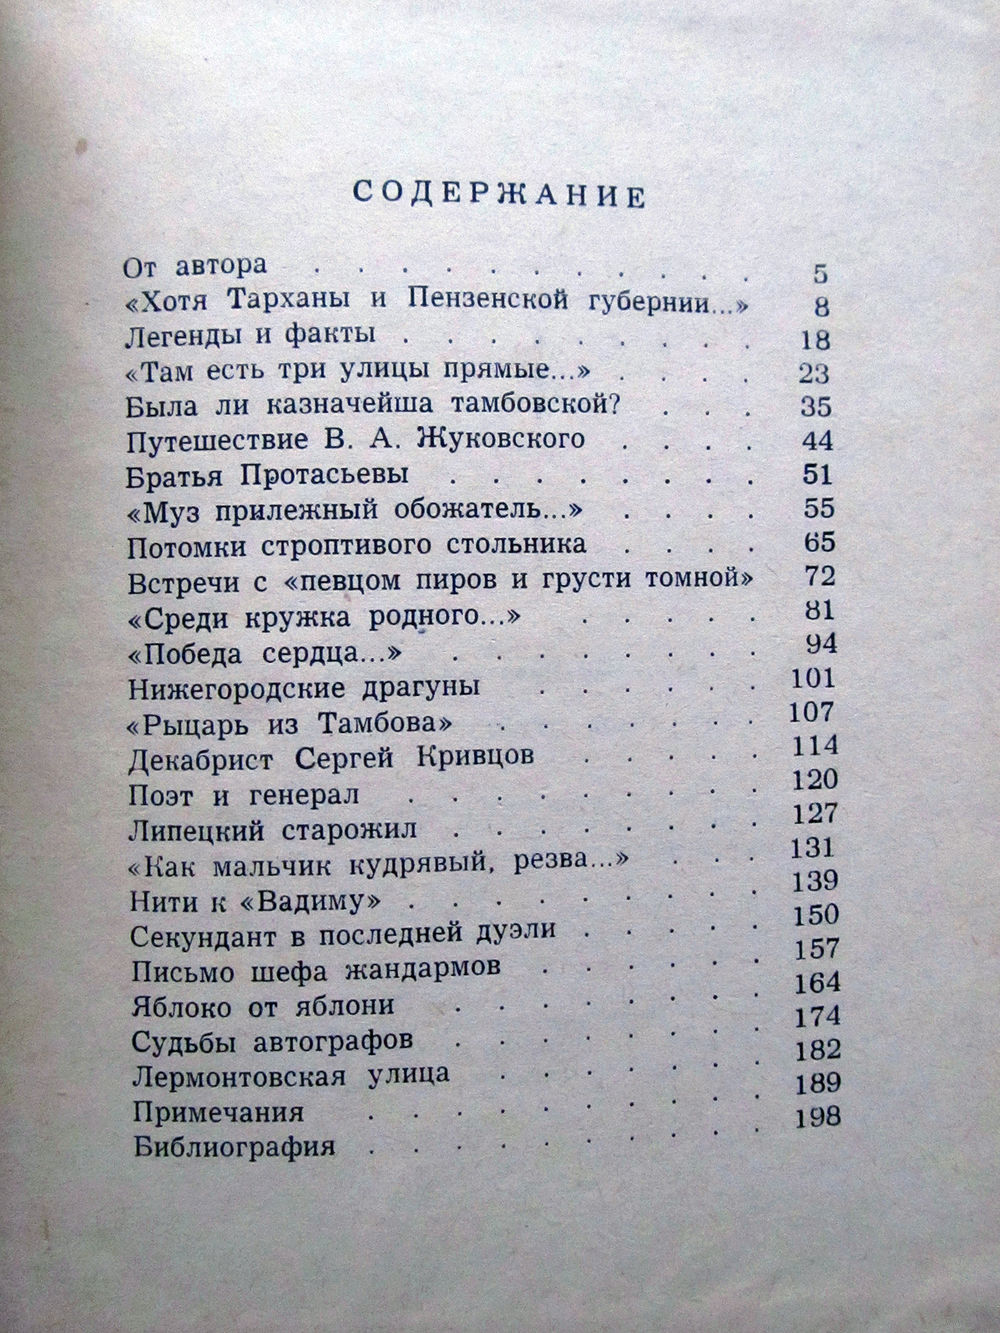 СОДЕРЖАНИЕ
От автора . . . . . . . . . . . 5
«Хотя Тарханы и Пензенской губернии...» 8
Легенды и факты . . . . . . . . . 18
«Там есть три улицы прямые...» . . . . 23
Была ли казначейша тамбовской? . . . 35
Путешествие В. А. Жуковского . . . . 44
Братья Протасьевы . . . . . . . . 51
«Муз прилежный обожатель...» . . . . 55
Потомки строптивого стольника . . . . 65
Встречи с «певцом пиров и грусти томной» 72
«Среди кружка родного...» . . . . . 81
«Победа сердца...» . . . . . . . . 94
Нижегородские драгуны . . . . . . 101
«Рыцарь из Тамбова» . . . . . . . 107
Декабрист Сергей Кривцов . . . . . 114
Поэт и генерал . . . . . . . . . 120
Липецкий старожил . . . . . . . . 127
«Как мальчик кудрявый, резва...» . . . 131
Нити к «Вадиму» . . . . . . . . . 139
Секундант в последней дуэли . . . . . 150
Письмо шефа жандармов . . . . . . 157
Яблоко от яблони . . . . . . . . 164
Судьбы автографов . . . . . . . . 174
Лермонтовская улица . . . . . . . 182
Примечания . . . . . . . . . . 189
Библиография . . . . . . . . . . 198